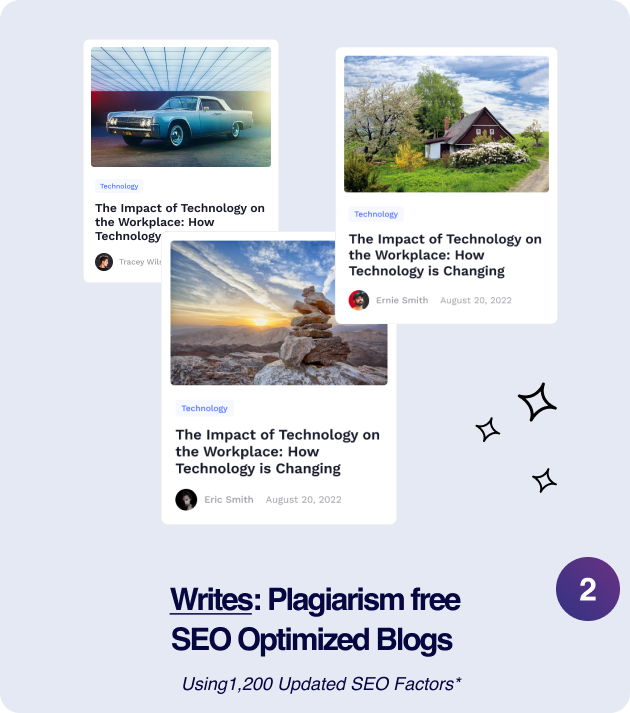 Technology
The Impact of Technology on
the Workplace: How
Technology
Tracey
Technology
The Impact of Technology on
the Workplace: How
Technology is Changing
Ernie Smith August 20, 2022
Technology
The Impact of Technology on
the Workplace: How
Technology is Changing
Eric Smith August 20, 2022
2
Writes: Plagiarism free
SEO Optimized Blogs
Using1,200 Updated SEO Factors*